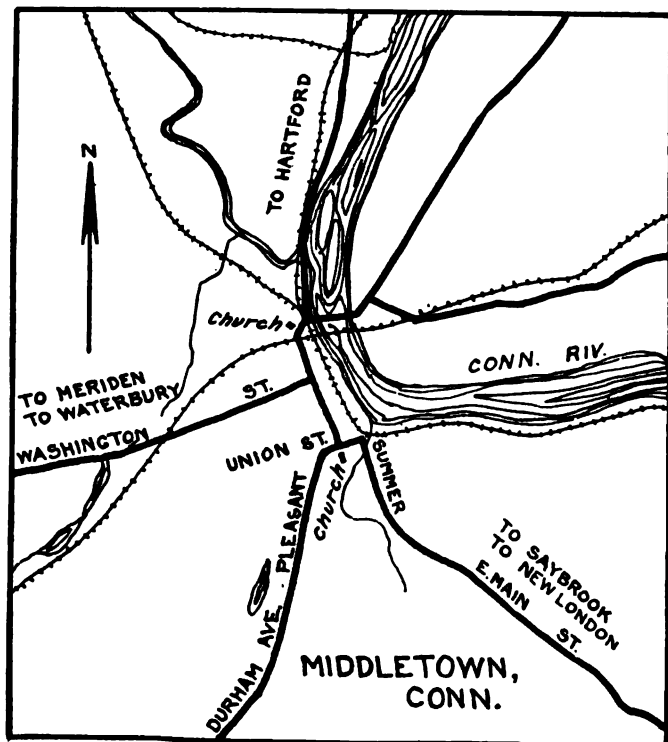 N
TO HARTFORD
Church
CONN. RIV.
TO MERIDEN
TO WATERBURY
WASHINGTON ST.
UNION ST.
Church
SUMMER
PLEASANT
DURHAM AVE.
TO SAYBROOK
TO NEW LONDON
E. MAIN ST.
MIDDLETOWN,
CONN.